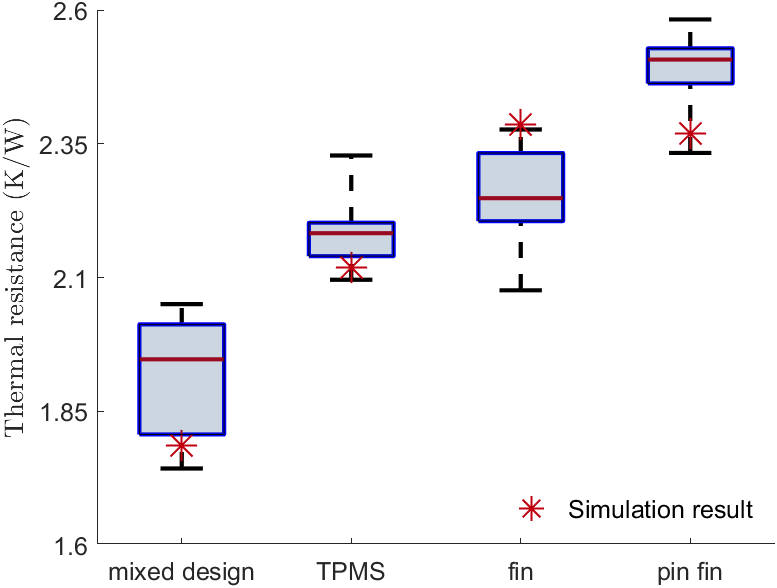 2.6
2.35
2.1
1.85
1.6
Thermal resistance (K/W)
Simulation result
mixed design TPMS fin pin fin